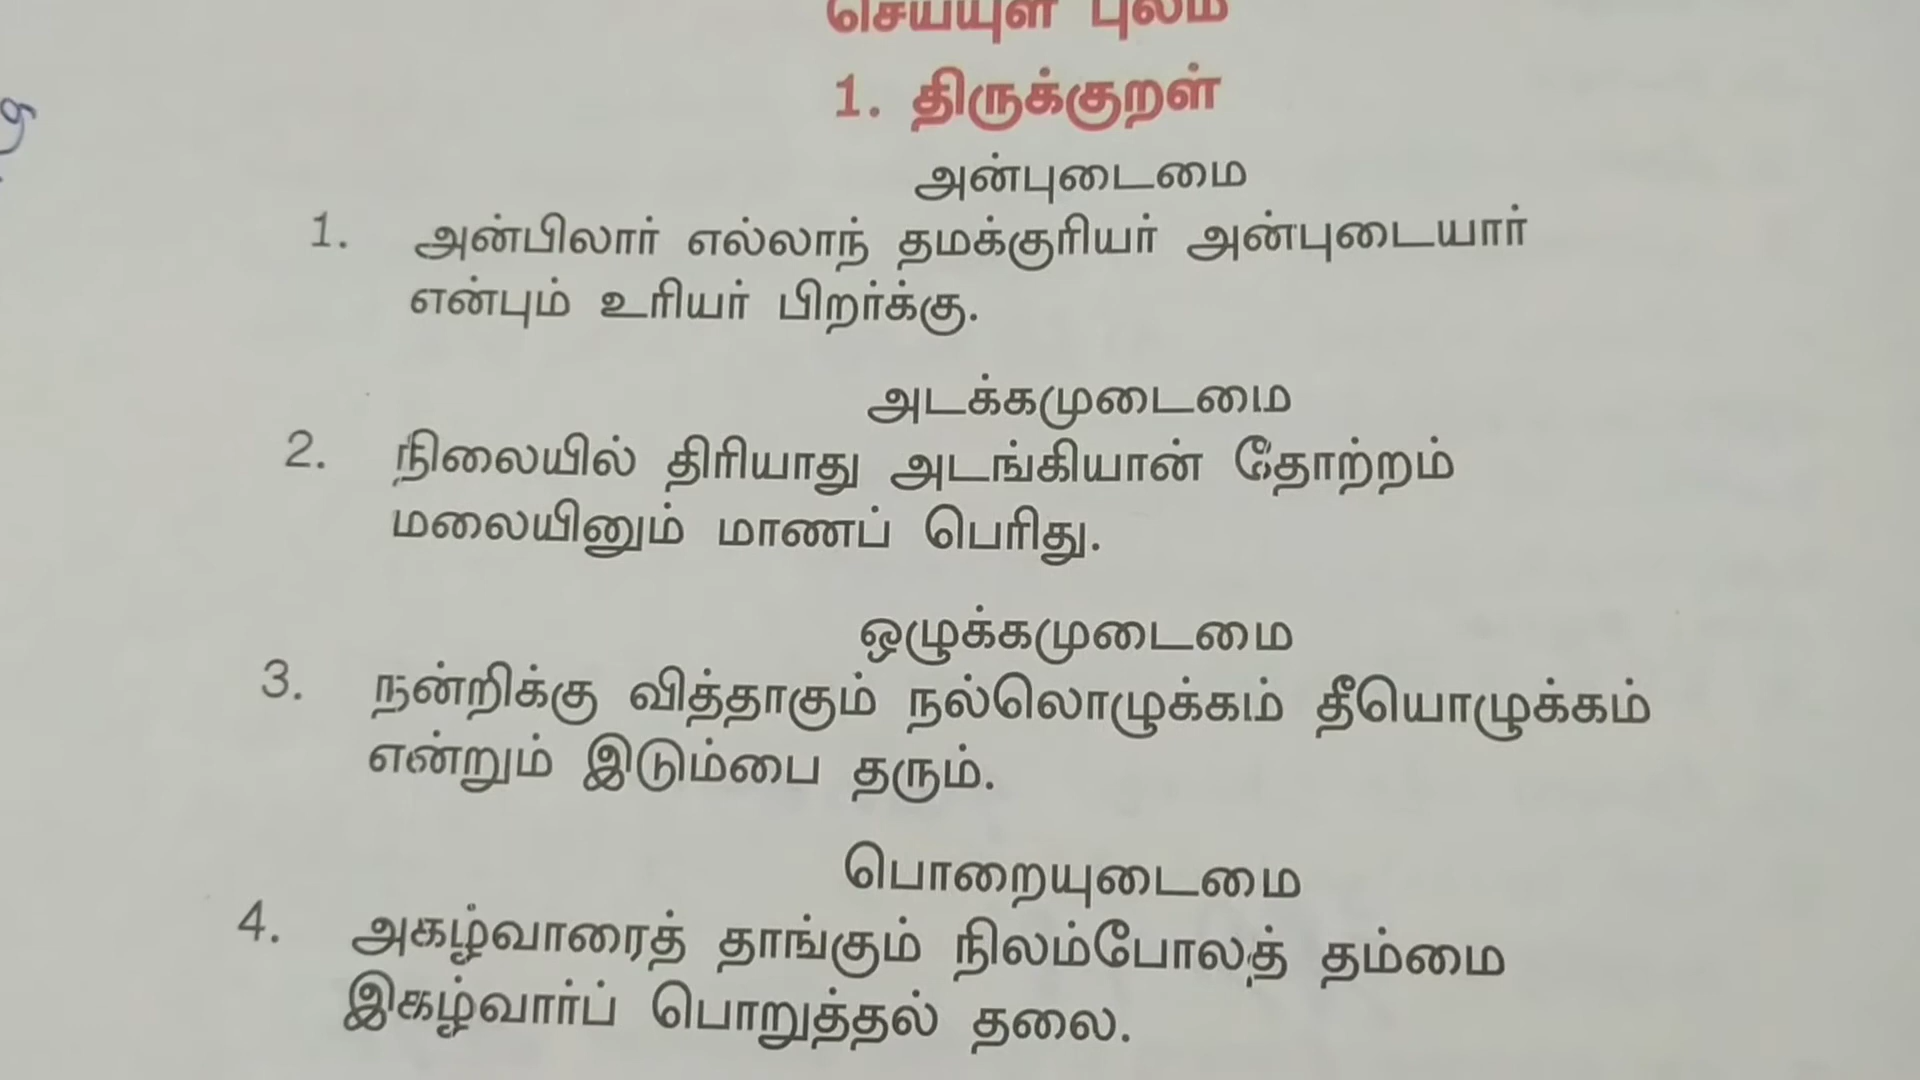 செய்யுள் புலம்
1. திருக்குறள்
அன்புடைமை
1. அன்பிலார் எல்லாந் தமக்குரியர் அன்புடையார்
என்பும் உரியர் பிறர்க்கு.
அடக்கமுடைமை
2. நிலையில் திரியாது அடங்கியான் தோற்றம்
மலையினும் மாணப் பெரிது.
ஒழுக்கமுடைமை
3. நன்றிக்கு வித்தாகும் நல்லொழுக்கம் தீயொழுக்கம்
என்றும் இடும்பை தரும்.
பொறையுடைமை
4. அகழ்வாரைத் தாங்கும் நிலம்போலத் தம்மை
இகழ்வார்ப் பொறுத்தல் தலை.